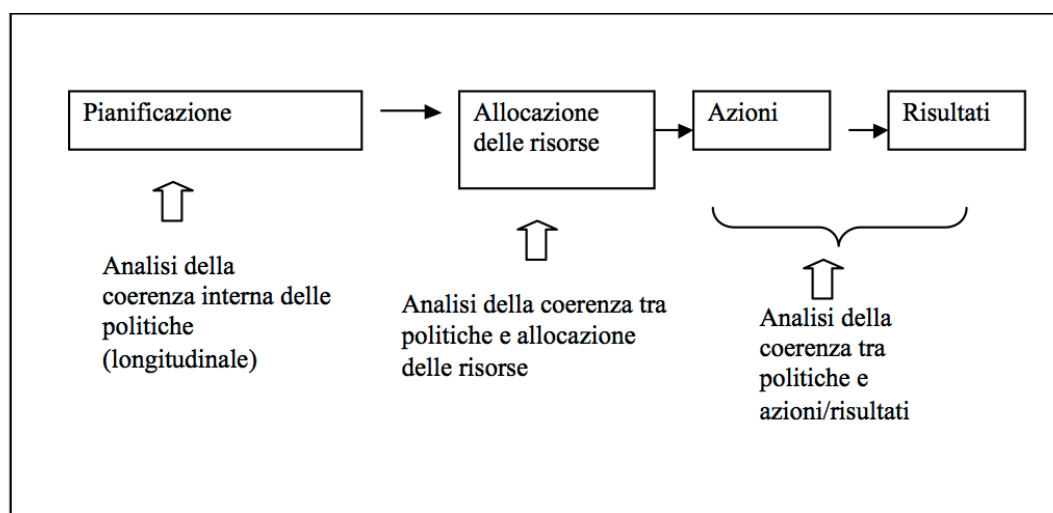 Pianificazione
Allocazione
delle risorse
Azioni
Risultati
Analisi della
coerenza interna delle
politiche
(longitudinale)
Analisi della coerenza tra
politiche e allocazione
delle risorse
Analisi della
coerenza tra
politiche e
azioni/risultati